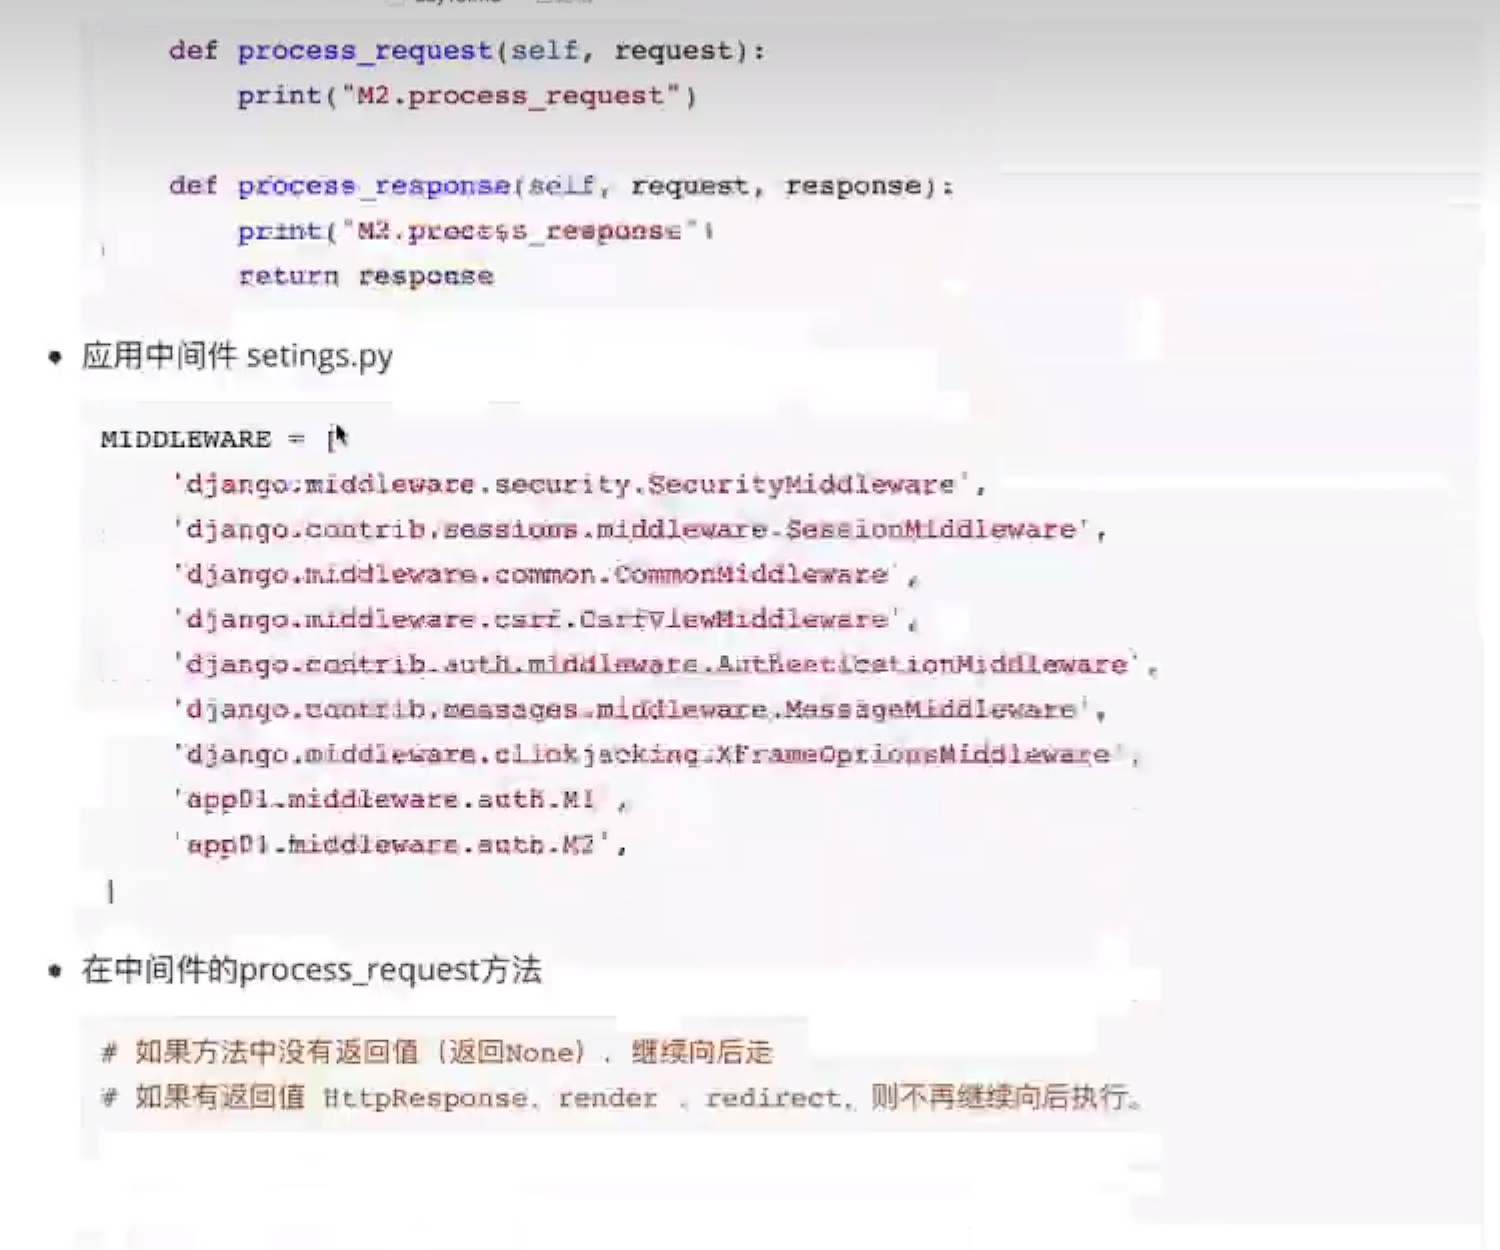 def process_request(self, request):
print("M2.process_request")
def process_response(self, request, response):
print("M2.process_response")
return response
应用中间件 setings.py
MIDDLEWARE = [
'django.middleware.security.SecurityMiddleware',
'django.contrib.sessions.middleware.SessionMiddleware',
'django.middleware.common.CommonMiddleware',
'django.middleware.csrf.CsrfViewMiddleware',
'django.contrib.auth.middleware.AuthenticationMiddleware',
'django.contrib.messages.middleware.MessageMiddleware',
'django.middleware.clickjacking.XFrameOptionsMiddleware',
'app01.middleware.auth.M1',
'app01.middleware.auth.M2',
]
在中间件的process_request方法
# 如果方法中没有返回值（返回None），继续向后走
# 如果有返回值 HttpResponse、render 、redirect，则不再继续向后执行。